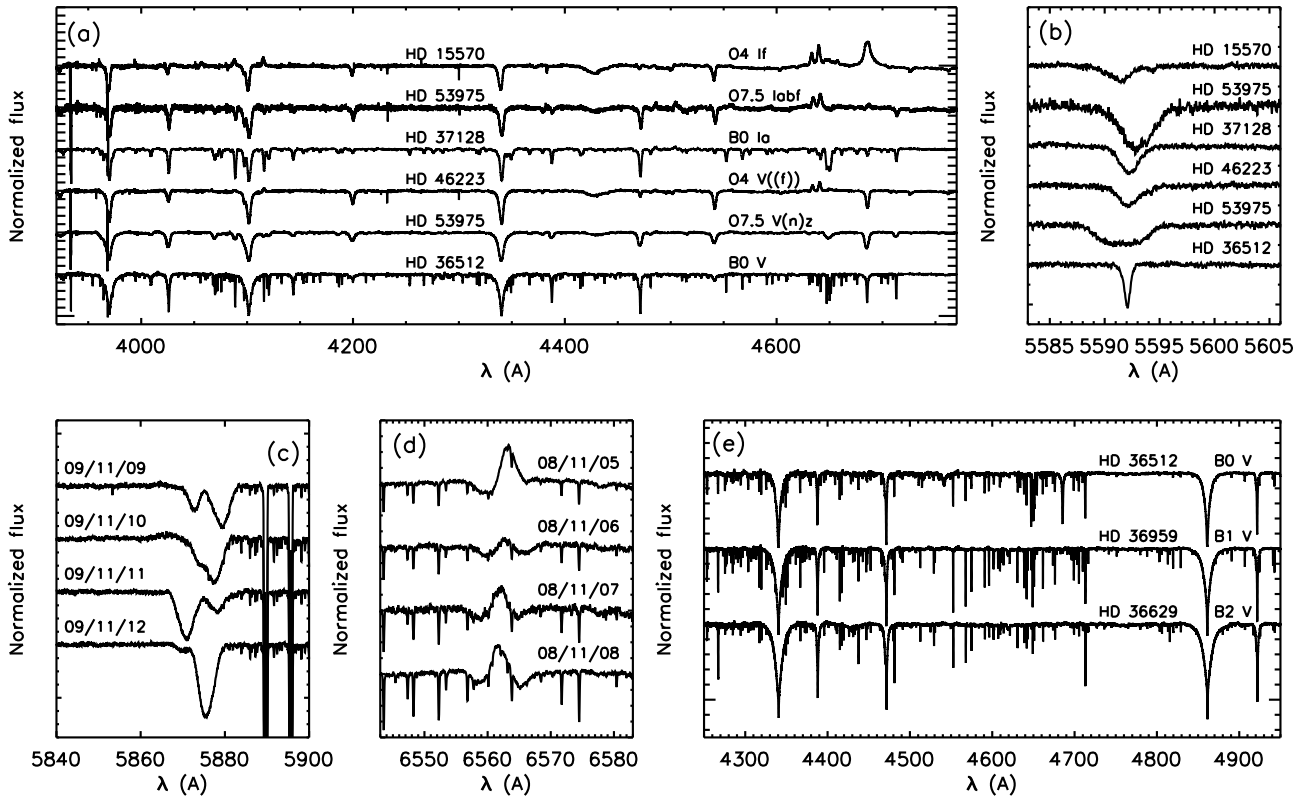 (a)
HD 15570 O4 If
HD 53975 O7.5 Iabf
HD 37128 B0 Ia
HD 46223 O4 V((f))
HD 53975 O7.5 V(n)z
HD 36512 B0 V
Normalized flux
4000 4200 4400 4600
λ (A)
(b)
HD 15570
HD 53975
HD 37128
HD 46223
HD 53975
HD 36512
Normalized flux
5585 5590 5595 5600 5605
λ (A)
(c)
09/11/09
09/11/10
09/11/11
09/11/12
Normalized flux
5840 5860 5880 5900
λ (A)
(d)
08/11/05
08/11/06
08/11/07
08/11/08
Normalized flux
6550 6560 6570 6580
λ (A)
(e)
HD 36512 B0 V
HD 36959 B1 V
HD 36629 B2 V
Normalized flux
4300 4400 4500 4600 4700 4800 4900
λ (A)